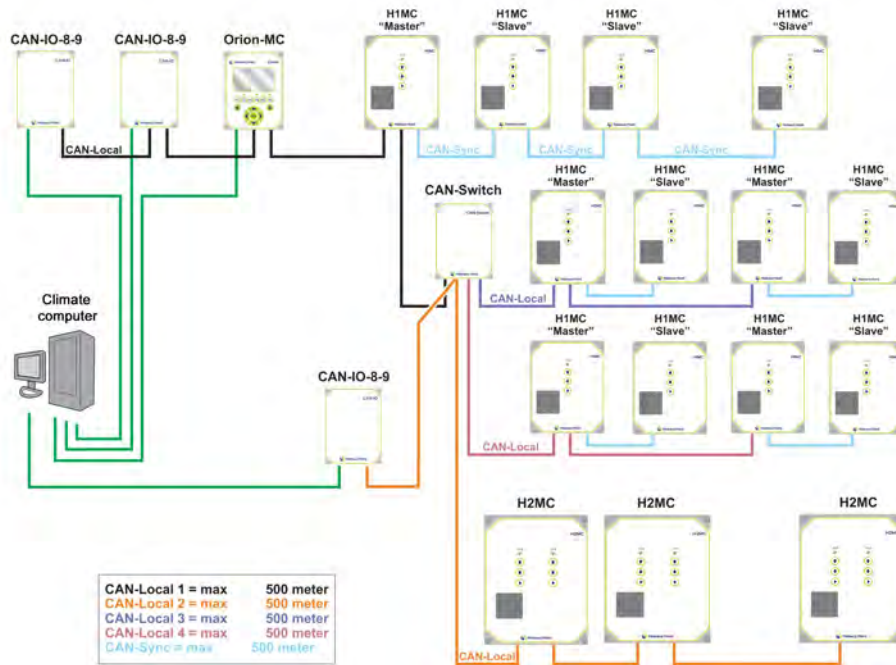 H1MC
"Master"
H1MC
"Slave"
H1MC
"Slave"
H1MC
"Slave"
CAN-IO-8-9
CAN-IO-8-9
Orion-MC
CAN-Local
CAN-Sync
CAN-Sync
CAN-Sync
CAN-Switch
H1MC
"Master"
H1MC
"Slave"
H1MC
"Master"
H1MC
"Slave"
CAN-Local
Climate
computer
H1MC
"Master"
H1MC
"Slave"
H1MC
"Master"
H1MC
"Slave"
CAN-IO-8-9
CAN-Local
H2MC
H2MC
H2MC
CAN-Local 1 = max 500 meter
CAN-Local 2 = max 500 meter
CAN-Local 3 = max 500 meter
CAN-Local 4 = max 500 meter
CAN-Sync = max 500 meter
CAN-Local